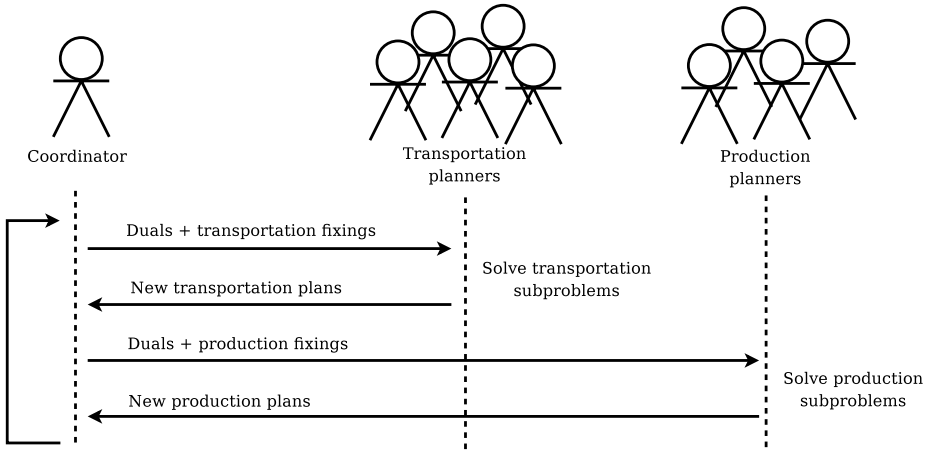 Coordinator
Transportation
planners
Production
planners
Duals + transportation fixings
Solve transportation
subproblems
New transportation plans
Duals + production fixings
Solve production
subproblems
New production plans